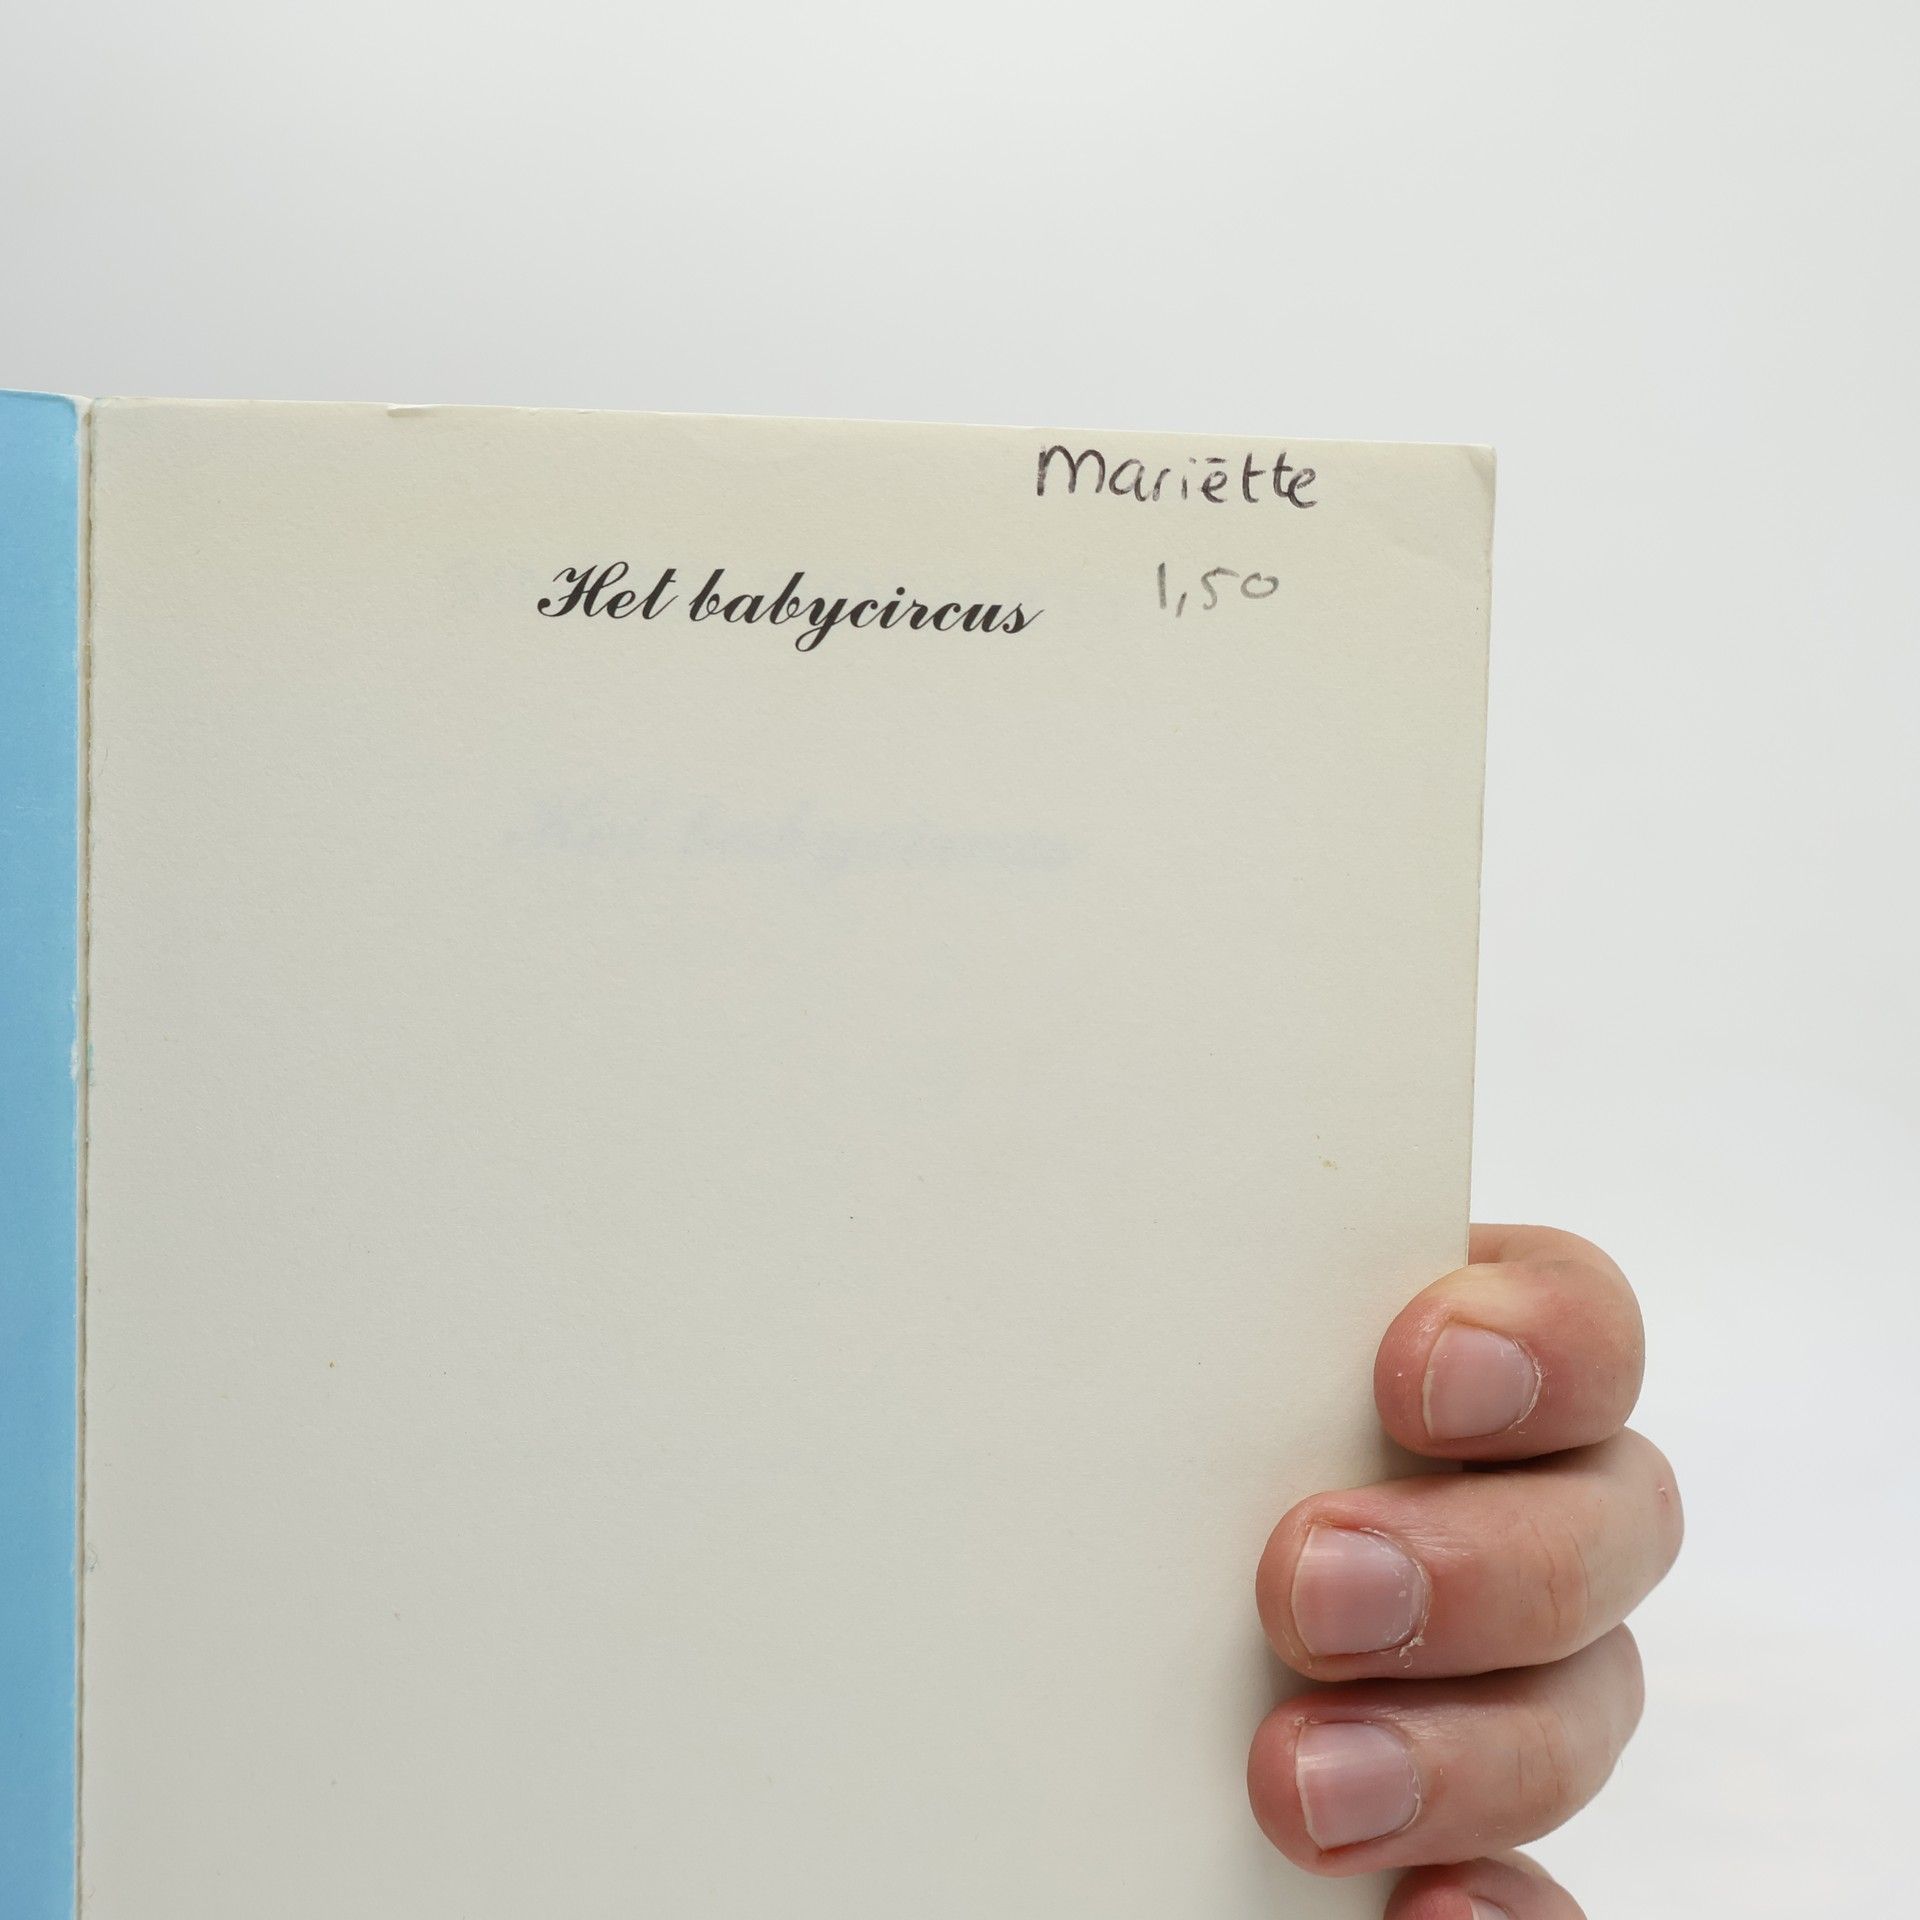 Mariëtte
1,50
Het babycircus